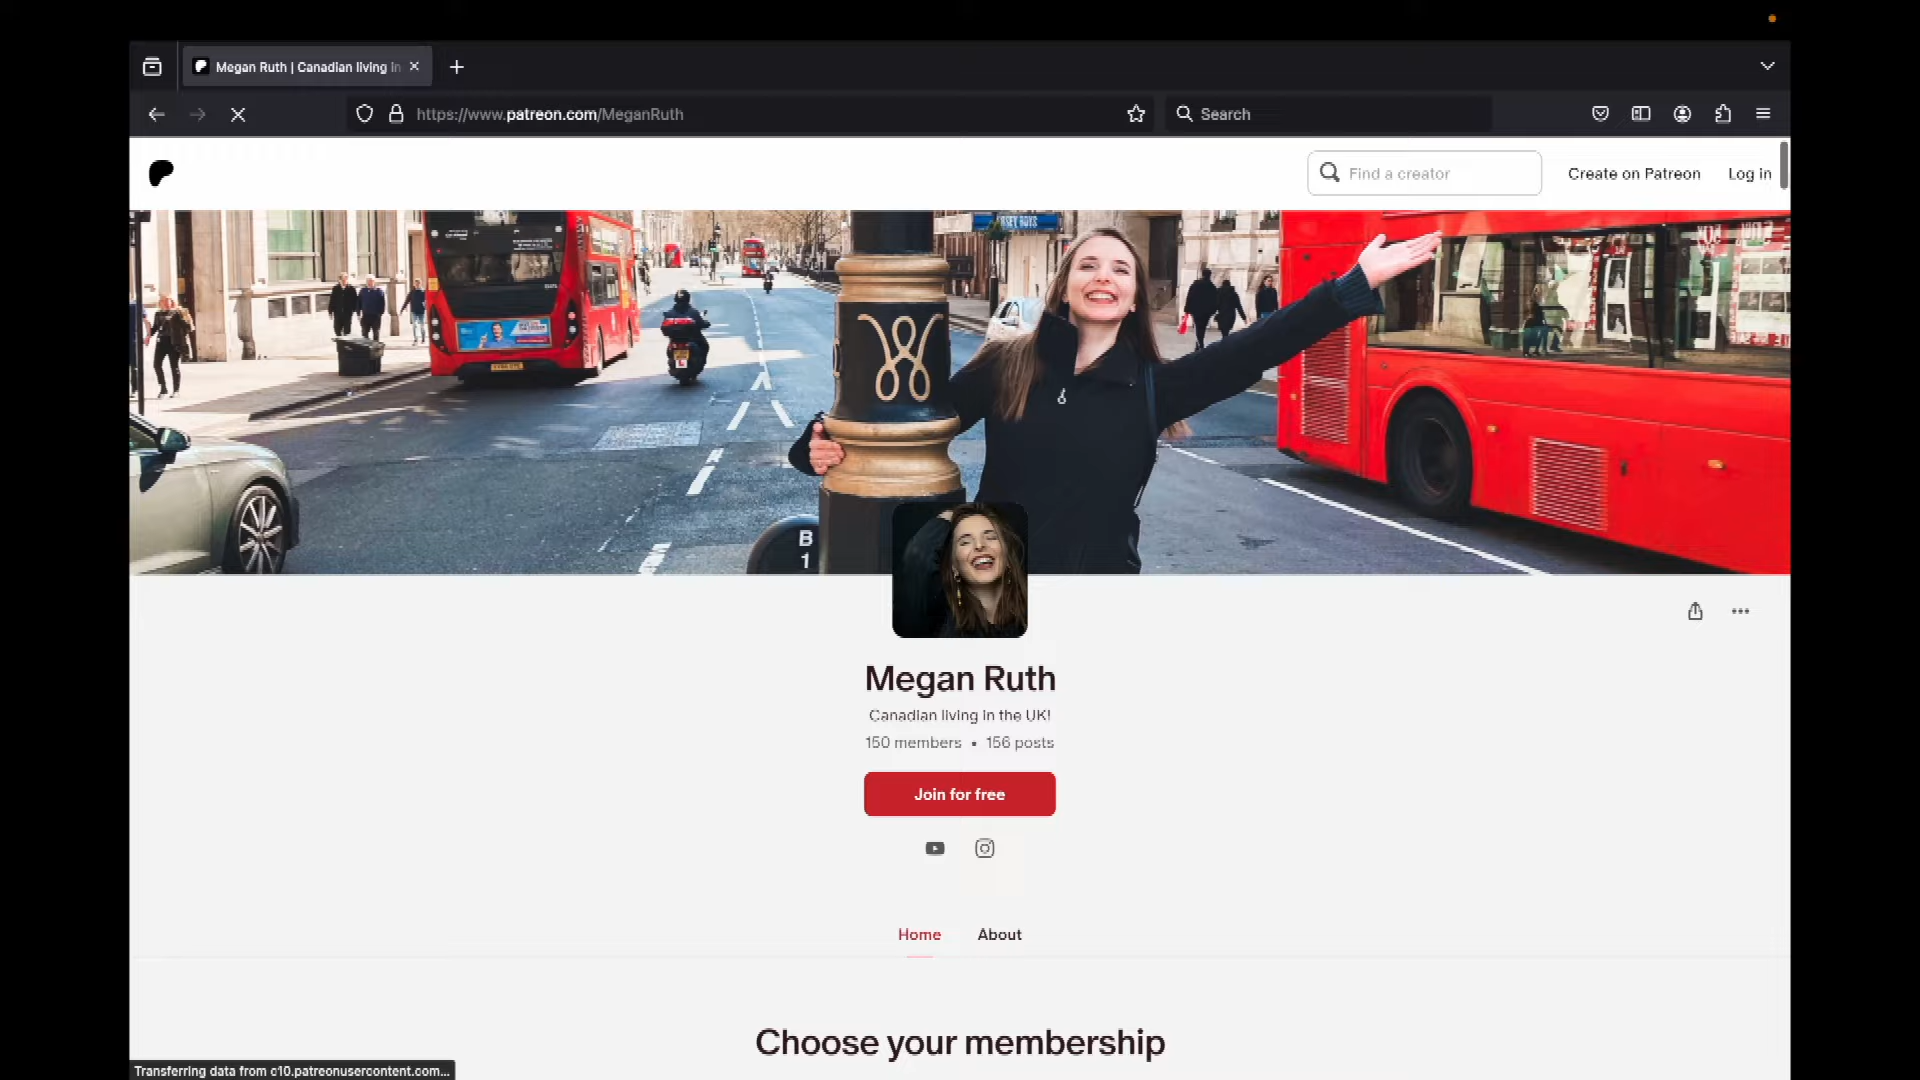 Megan Ruth | Canadian living in
https://www.patreon.com/MeganRuth
Search
Find a creator
Create on Patreon
Log in
B
1
Megan Ruth
Canadian living in the UK!
150 members • 156 posts
Join for free
Home
About
Choose your membership
Transferring data from c10.patreonusercontent.com...